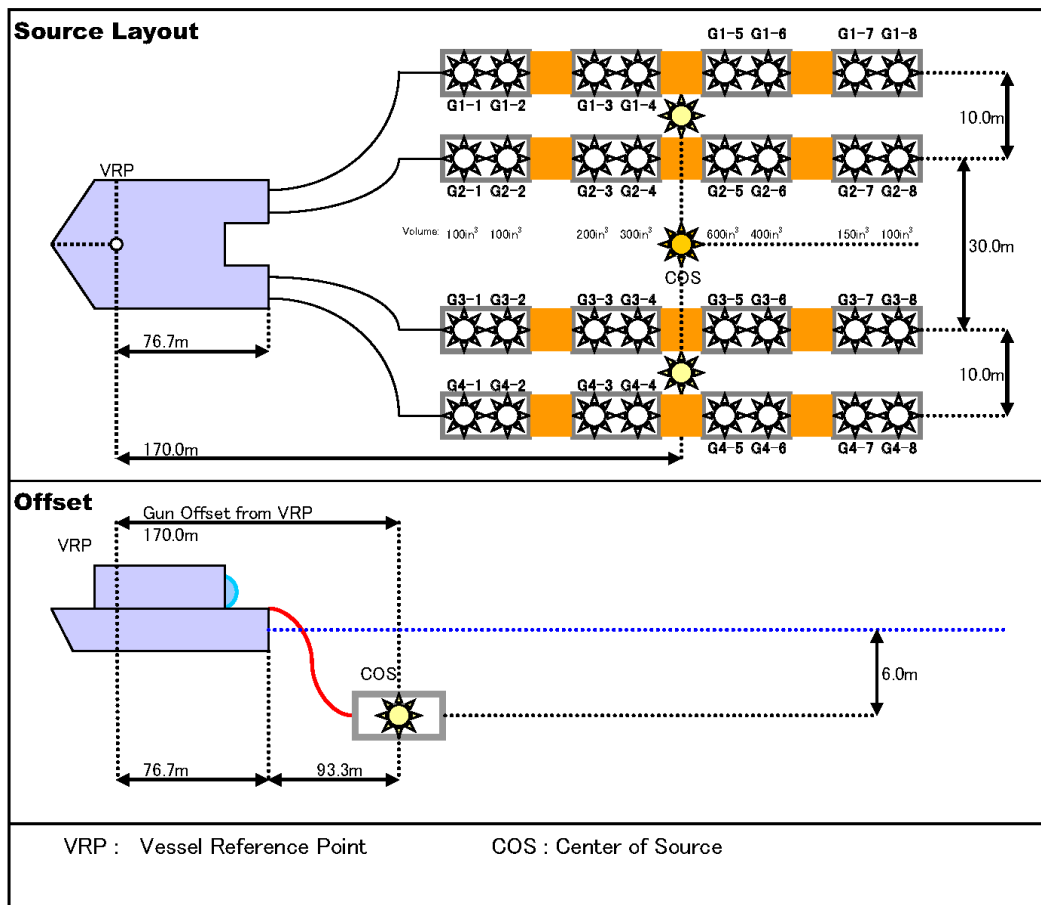 Source Layout
G1-5 G1-6 G1-7 G1-8
G1-1 G1-2 G1-3 G1-4
10.0m
VRP
G2-1 G2-2 G2-3 G2-4 G2-5 G2-6 G2-7 G2-8
Volume: 100in³ 100in³ 200in³ 300in³ 600in³ 400in³ 150in³ 100in³
30.0m
COS
G3-1 G3-2 G3-3 G3-4 G3-5 G3-6 G3-7 G3-8
76.7m
10.0m
G4-1 G4-2 G4-3 G4-4
G4-5 G4-6 G4-7 G4-8
170.0m
Offset
Gun Offset from VRP
170.0m
VRP
COS
6.0m
76.7m 93.3m
VRP : Vessel Reference Point COS : Center of Source